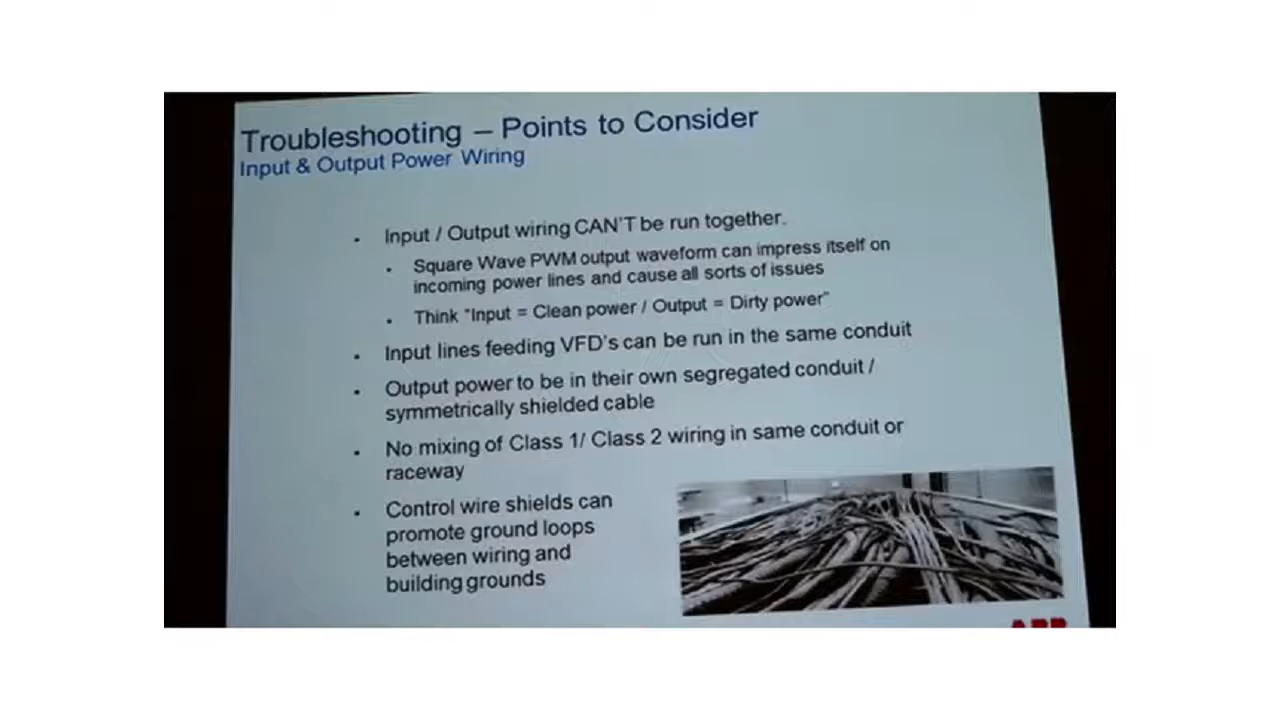 Troubleshooting – Points to Consider
Input & Output Power Wiring
Input / Output wiring CAN'T be run together.
Square Wave PWM output waveform can impress itself on
incoming power lines and cause all sorts of issues
Think "Input = Clean power / Output = Dirty power"
Input lines feeding VFD's can be run in the same conduit
Output power to be in their own segregated conduit /
symmetrically shielded cable
No mixing of Class 1/ Class 2 wiring in same conduit or
raceway
Control wire shields can
promote ground loops
between wiring and
building grounds